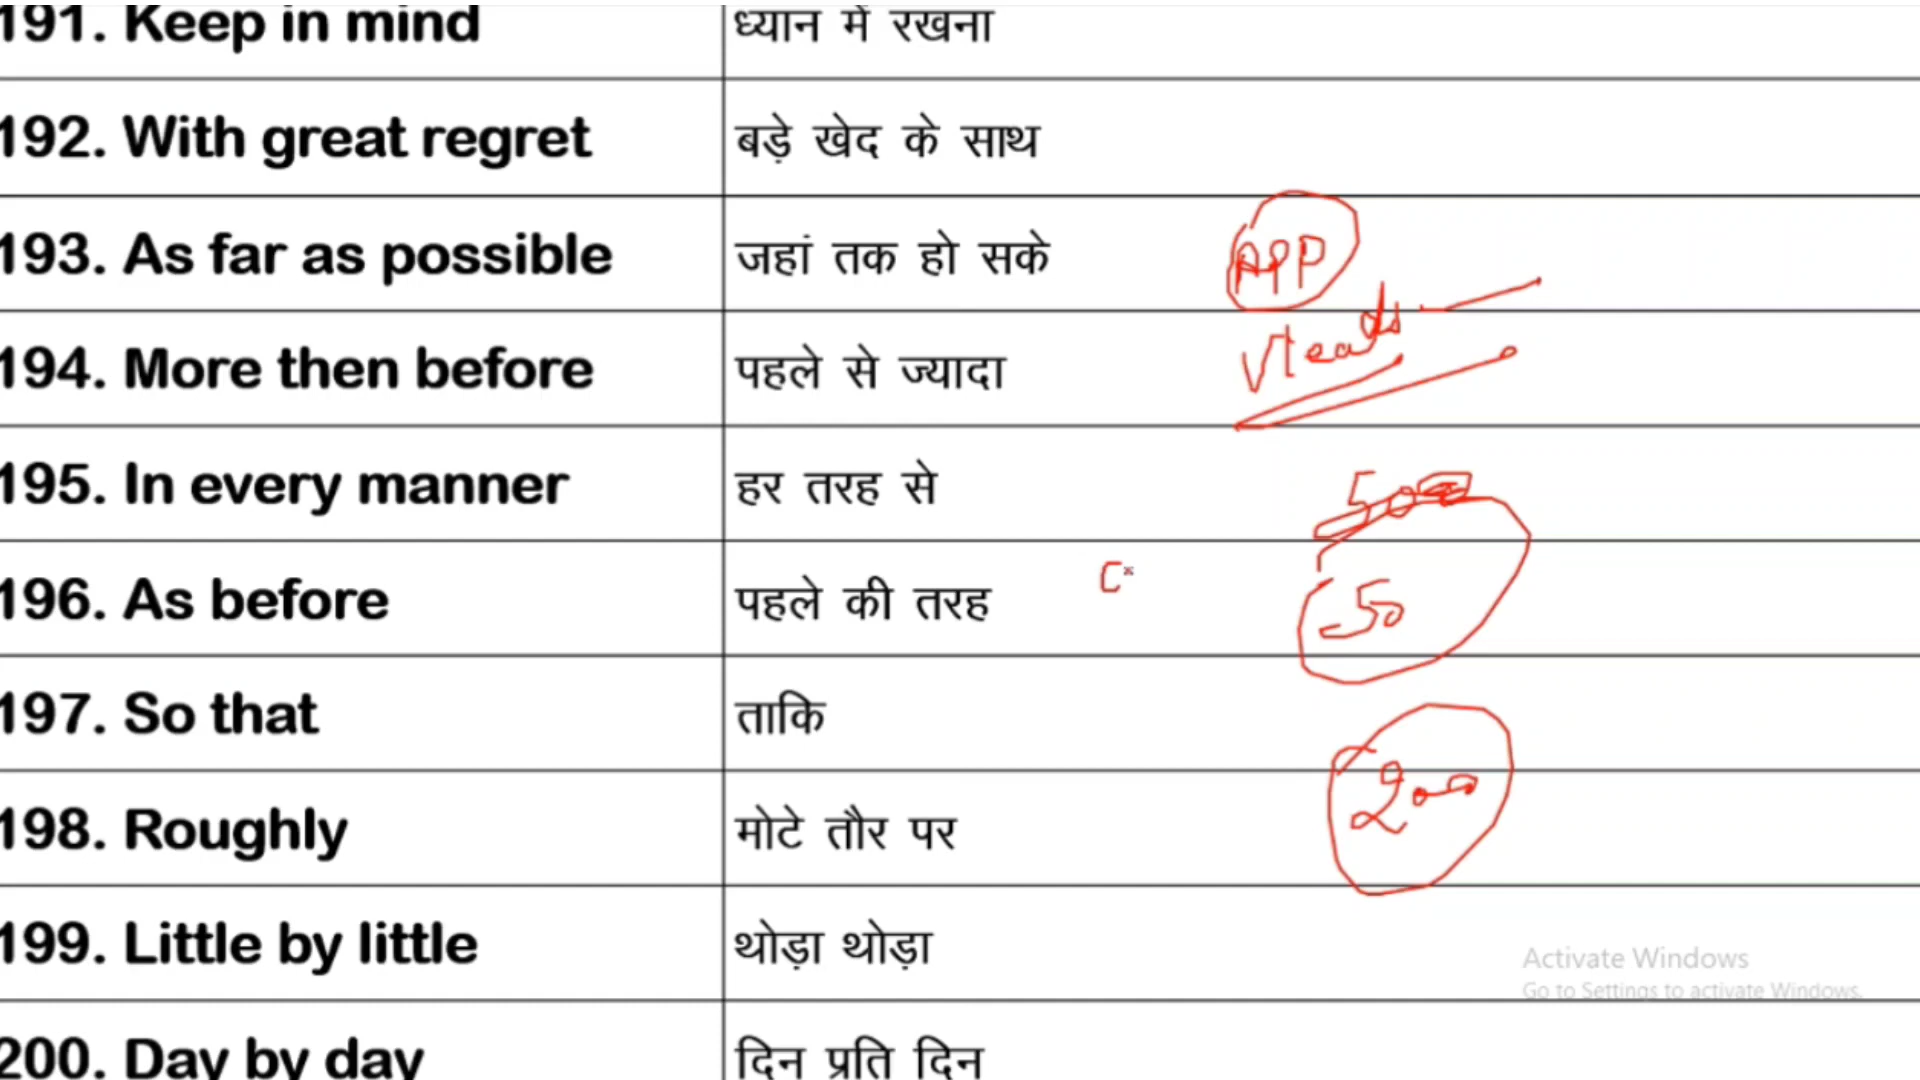 191. Keep in mind ध्यान में रखना
192. With great regret बड़े खेद के साथ
193. As far as possible जहां तक हो सके
APP
194. More then before पहले से ज्यादा
195. In every manner हर तरह से
500
196. As before पहले की तरह
50
197. So that ताकि
198. Roughly मोटे तौर पर
200
199. Little by little थोड़ा थोड़ा
Activate Windows
Go to Settings to activate Windows.
200. Day by day दिन प्रति दिन